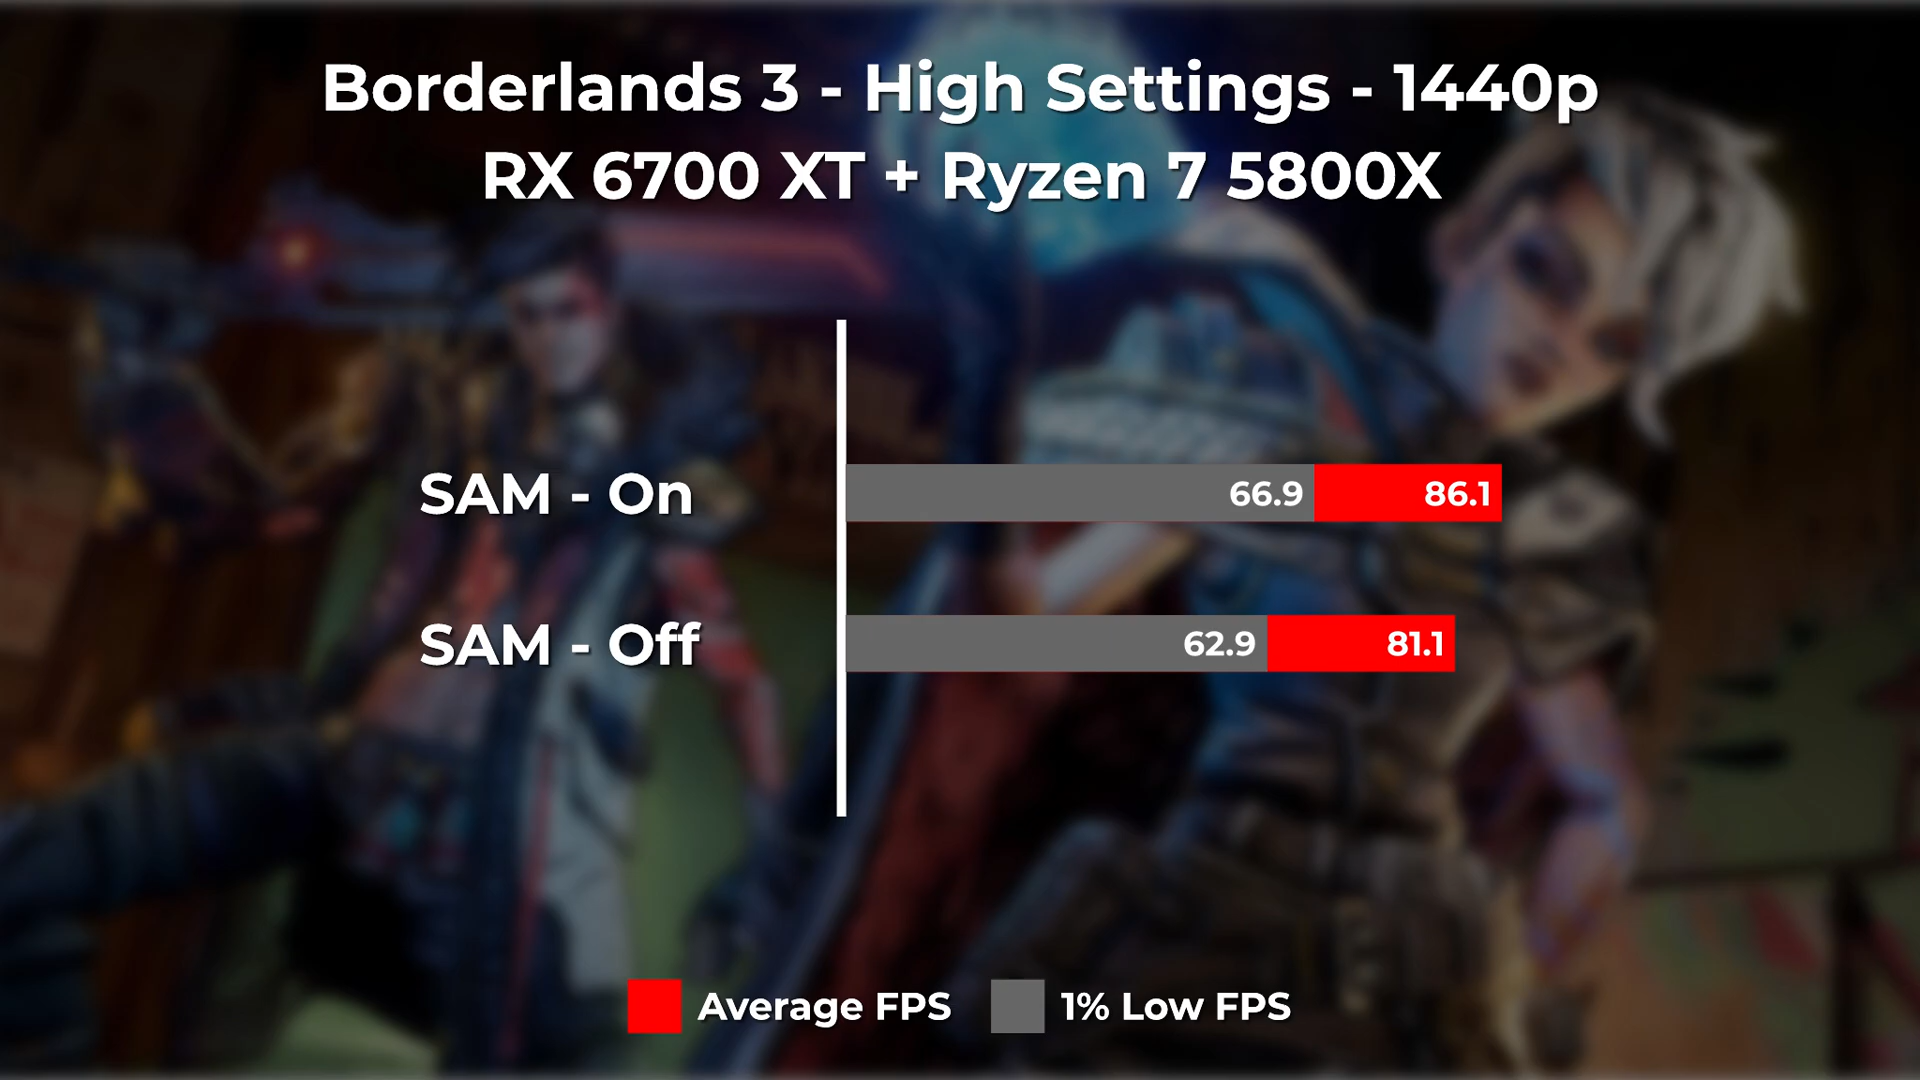 Borderlands 3 - High Settings - 1440p
RX 6700 XT + Ryzen 7 5800X
SAM - On 66.9 86.1
SAM - Off 62.9 81.1
Average FPS 1% Low FPS